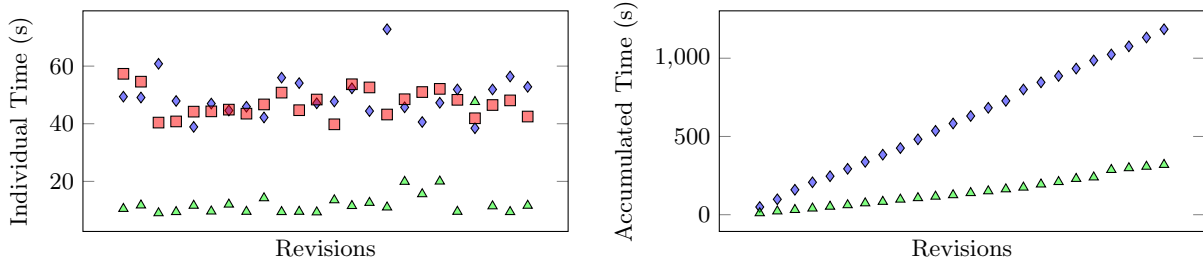 Individual Time (s)
60
40
20
Revisions
Accumulated Time (s)
1,000
500
0
Revisions